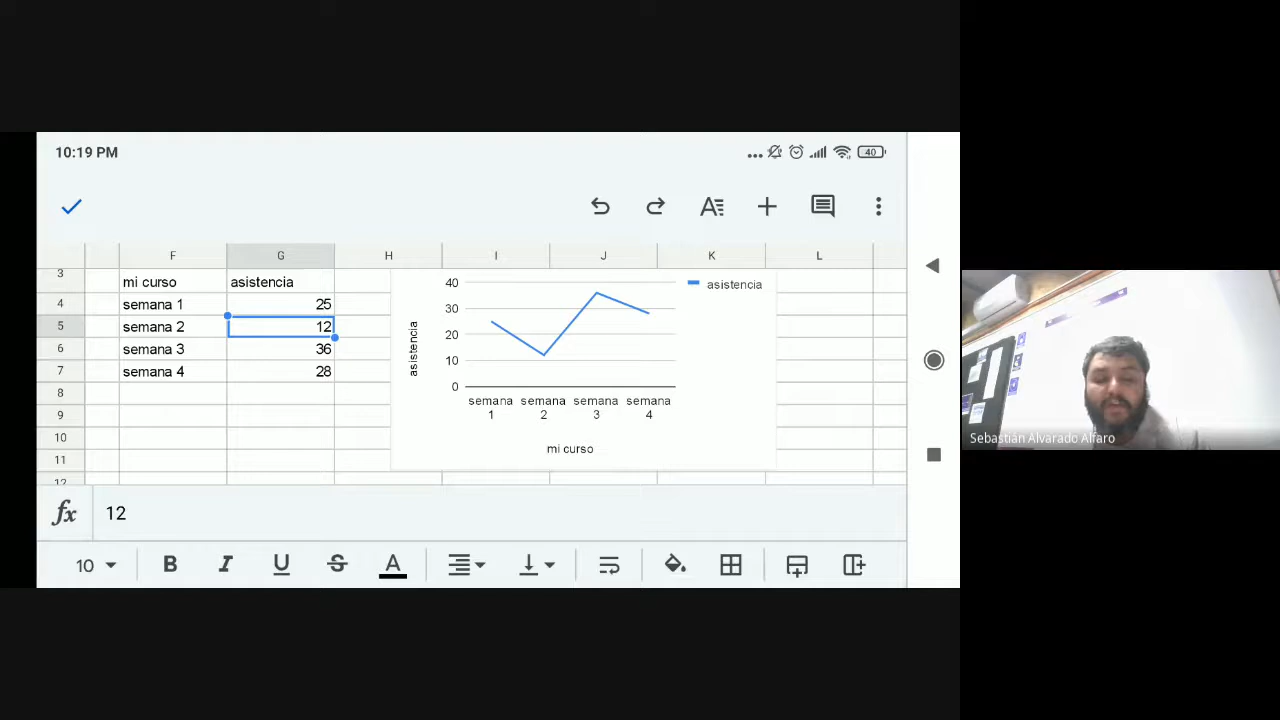 10:19 PM
40
F G H I J K L
3 mi curso asistencia
4 semana 1 25
5 semana 2 12
6 semana 3 36
7 semana 4 28
8
9
10
11
12
asistencia
40
30
20
10
0
asistencia
semana 1 semana 2 semana 3 semana 4
mi curso
Sebastián Alvarado Alfaro
fx 12
10 B I U S A